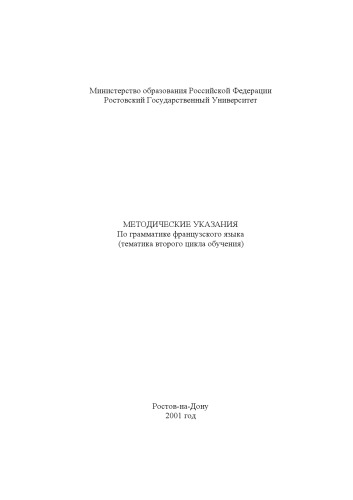 Министерство образования Российской Федерации
Ростовский Государственный Университет
МЕТОДИЧЕСКИЕ УКАЗАНИЯ
По грамматике французского языка
(тематика второго цикла обучения)
Ростов-на-Дону
2001 год